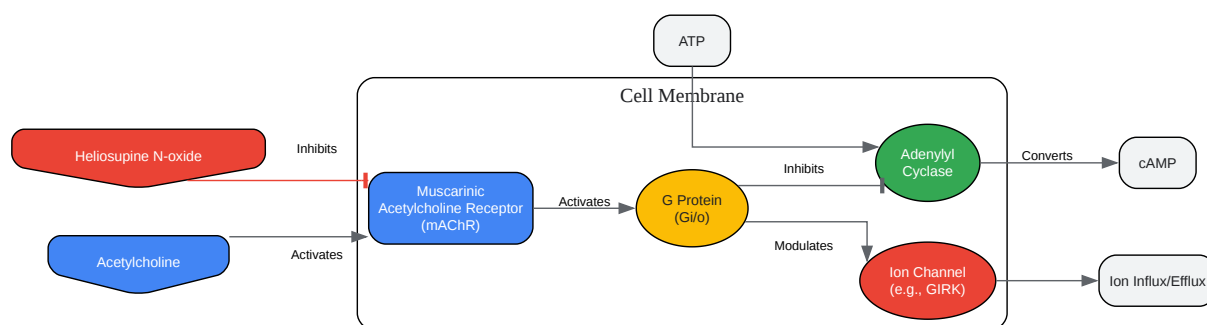 ATP
Cell Membrane
Heliosupine N-oxide
Inhibits
Muscarinic
Acetylcholine Receptor
(mAChR)
Acetylcholine
Activates
Activates
G Protein
(Gi/o)
Inhibits
Modulates
Adenylyl
Cyclase
Converts
cAMP
Ion Channel
(e.g., GIRK)
Ion Influx/Efflux